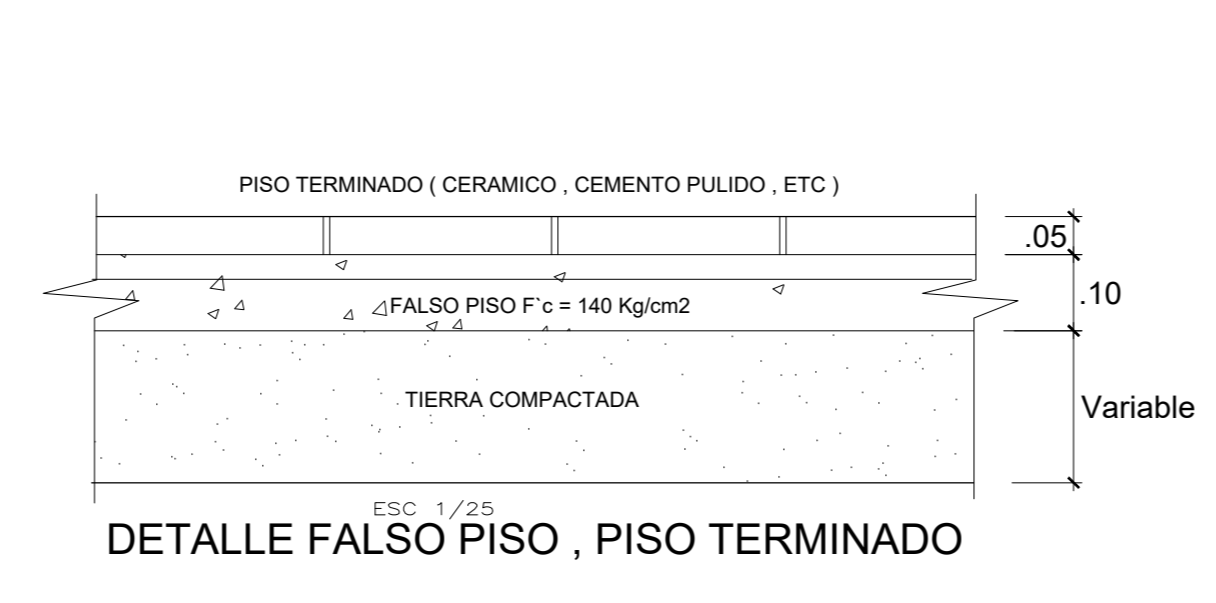 PISO TERMINADO ( CERAMICO , CEMENTO PULIDO , ETC )
.05
.10
FALSO PISO F`c = 140 Kg/cm2
TIERRA COMPACTADA
Variable
ESC 1/25
DETALLE FALSO PISO , PISO TERMINADO